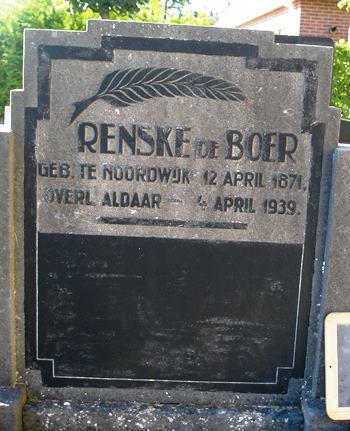 RENSKE DE BOER
GEB. TE NOORDWIJK 12 APRIL 1871,
OVERL ALDAAR — 4 APRIL 1939.